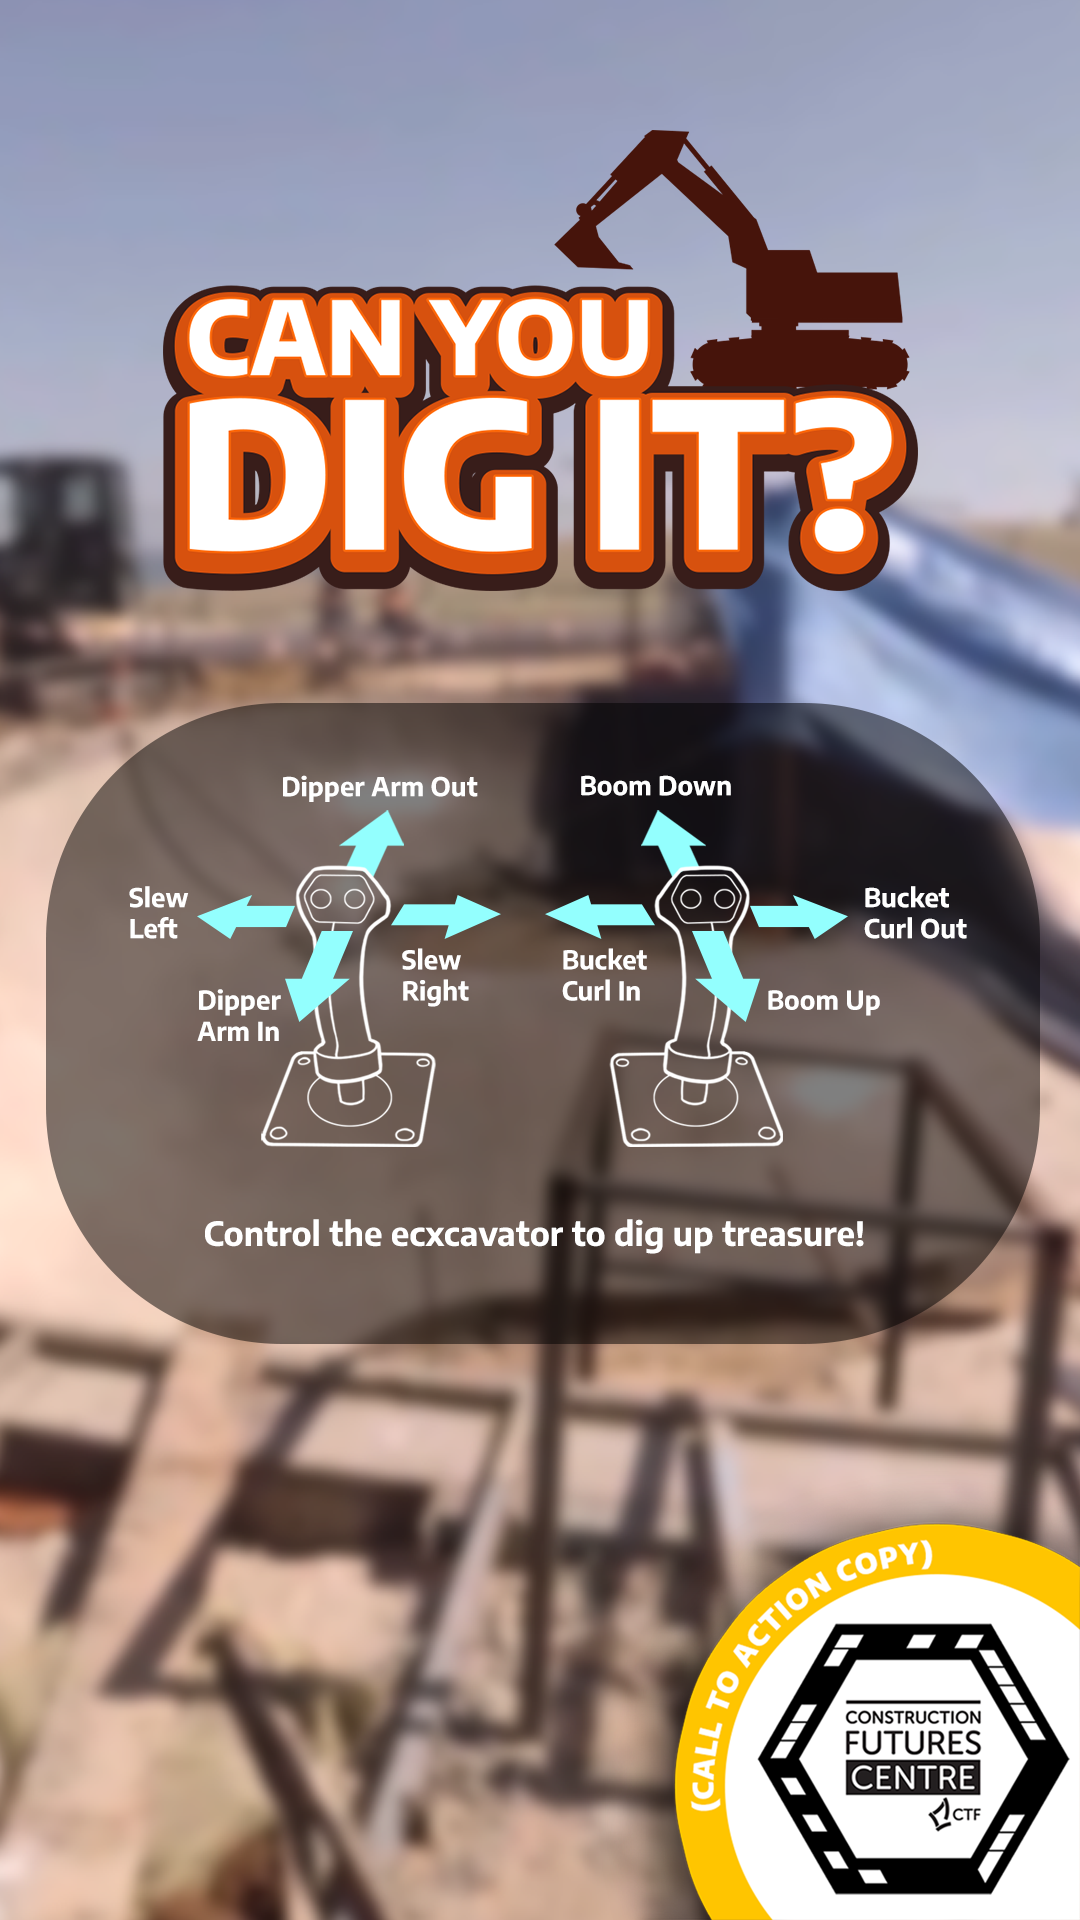 CAN YOU
DIG IT?
Dipper Arm Out
Boom Down
Slew
Left
Slew
Right
Dipper
Arm In
Bucket
Curl In
Bucket
Curl Out
Boom Up
Control the ecxcavator to dig up treasure!
(CALL TO ACTION COPY)
CONSTRUCTION
FUTURES
CENTRE
CTF